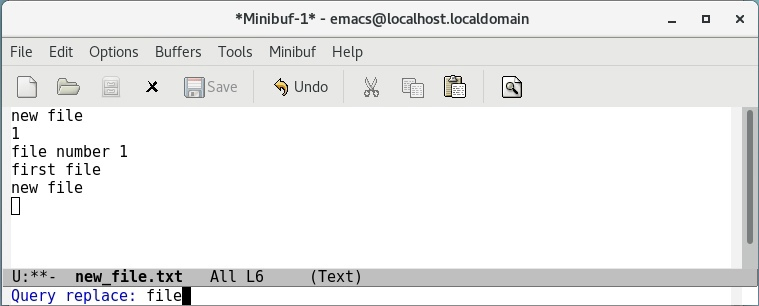 *Minibuf-1* - emacs@localhost.localdomain
File Edit Options Buffers Tools Minibuf Help
Save Undo
new file
1
file number 1
first file
new file
U:**- new_file.txt All L6 (Text)
Query replace: file